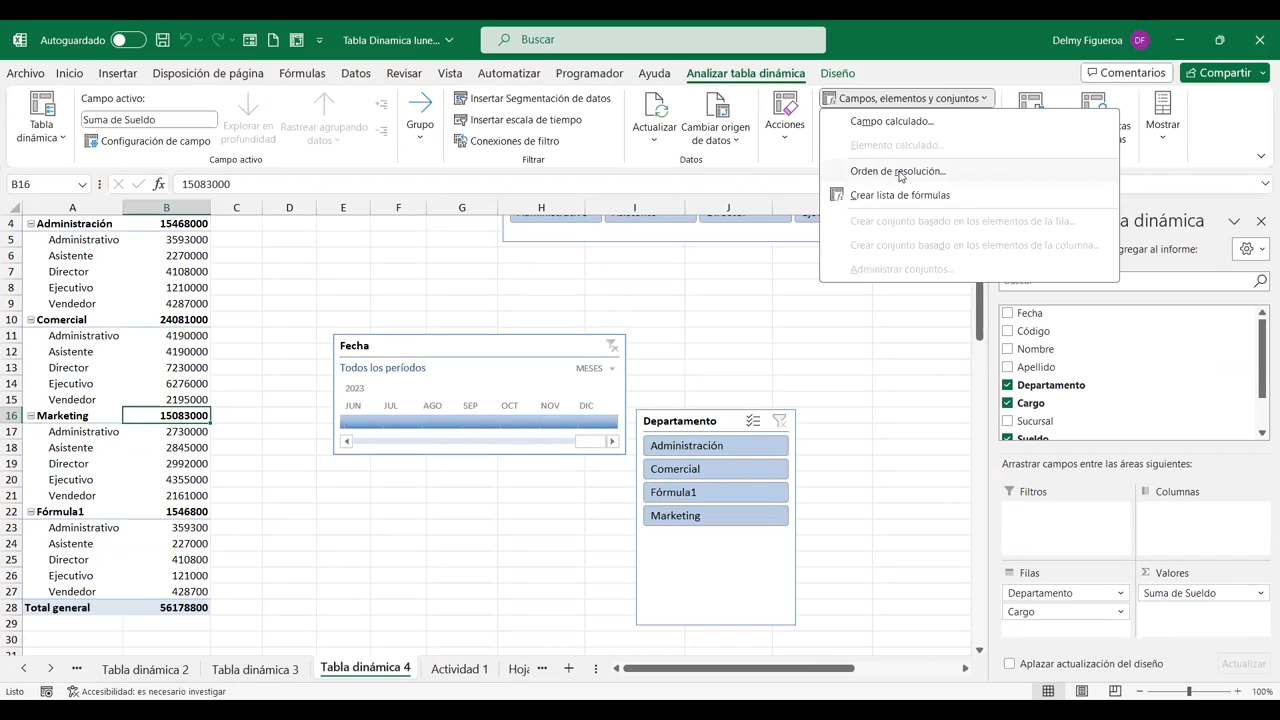 Autoguardado
Tabla Dinamica lune...
Buscar
Delmy Figueroa
DF
Archivo Inicio Insertar Disposición de página Fórmulas Datos Revisar Vista Automatizar Programador Ayuda Analizar tabla dinámica Diseño
Comentarios
Compartir
Tabla
dinámica
Campo activo:
Suma de Sueldo
Configuración de campo
Explorar en
profundidad
Rastrear agrupando
datos
Campo activo
Grupo
Insertar Segmentación de datos
Insertar escala de tiempo
Conexiones de filtro
Filtrar
Actualizar
Cambiar origen
de datos
Datos
Acciones
Campos, elementos y conjuntos
Campo calculado...
Elemento calculado...
Orden de resolución...
Crear lista de fórmulas
Crear conjunto basado en los elementos de la fila...
Crear conjunto basado en los elementos de la columna...
Administrar conjuntos...
Mostrar
B16
fx
15083000
A B C D E F G H I J
4 Administración 15468000
5 Administrativo 3593000
6 Asistente 2270000
7 Director 4108000
8 Ejecutivo 1210000
9 Vendedor 4287000
10 Comercial 24081000
11 Administrativo 4190000
12 Asistente 4190000
13 Director 7230000
14 Ejecutivo 6276000
15 Vendedor 2195000
16 Marketing 15083000
17 Administrativo 2730000
18 Asistente 2845000
19 Director 2992000
20 Ejecutivo 4355000
21 Vendedor 2161000
22 Fórmula1 1546800
23 Administrativo 359300
24 Asistente 227000
25 Director 410800
26 Ejecutivo 121000
27 Vendedor 428700
28 Total general 56178800
29
30
Fecha
Todos los períodos
MESES
2023
JUN JUL AGO SEP OCT NOV DIC
Departamento
Administración
Comercial
Fórmula1
Marketing
la dinámica
gregar al informe:
Fecha
Código
Nombre
Apellido
Departamento
Cargo
Sucursal
Sueldo
Arrastrar campos entre las áreas siguientes:
Filtros
Columnas
Filas
Valores
Departamento
Cargo
Suma de Sueldo
Aplazar actualización del diseño
Actualizar
Tabla dinámica 2 Tabla dinámica 3 Tabla dinámica 4 Actividad 1 Hoja
Listo
Accesibilidad: es necesario investigar
100%